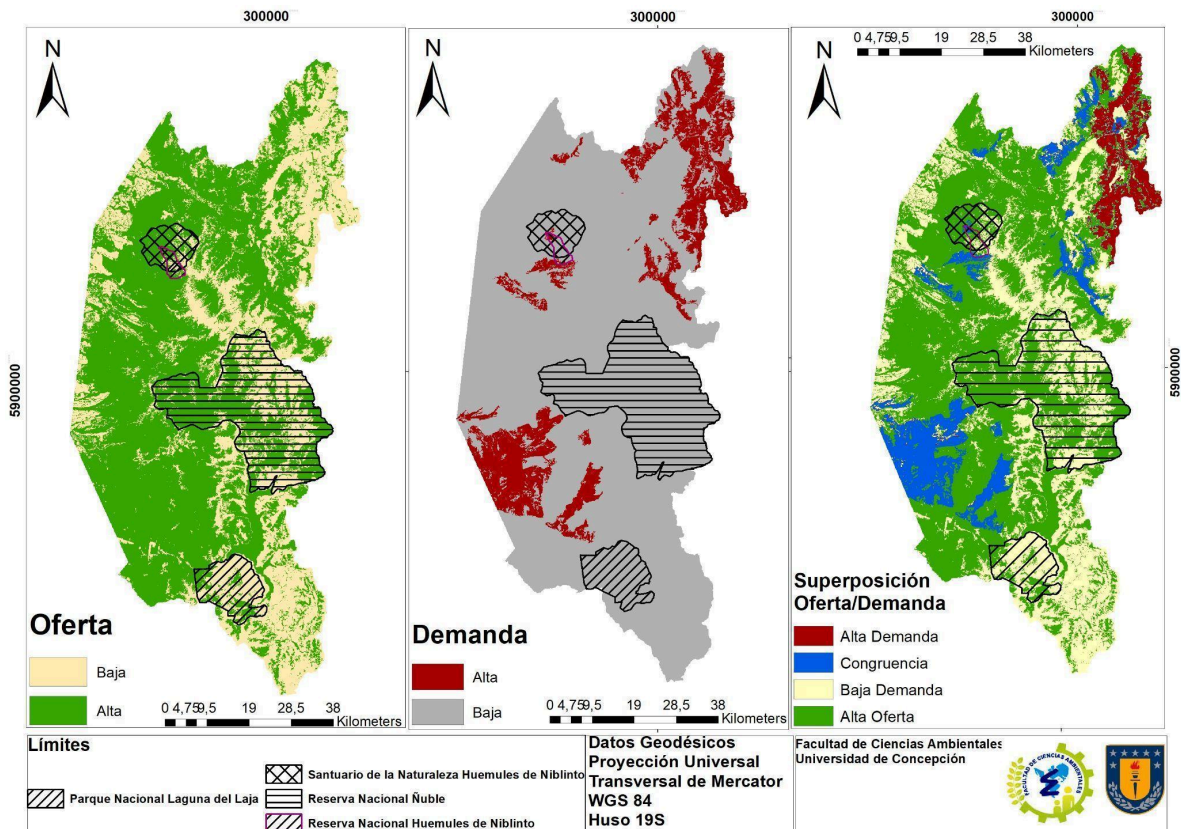 300000
300000
300000
N
N
0 4,75 9,5 19 28,5 38
Kilometers
N
5900000
5900000
Oferta
Baja
Alta
0 4,75 9,5 19 28,5 38
Kilometers
Demanda
Alta
Baja
0 4,75 9,5 19 28,5 38
Kilometers
Superposición
Oferta/Demanda
Alta Demanda
Congruencia
Baja Demanda
Alta Oferta
Límites
Parque Nacional Laguna del Laja
Santuario de la Naturaleza Huemules de Niblinto
Reserva Nacional Ñuble
Reserva Nacional Huemules de Niblinto
Datos Geodésicos
Proyección Universal
Transversal de Mercator
WGS 84
Huso 19S
Facultad de Ciencias Ambientales
Universidad de Concepción
FACULTAD DE CIENCIAS AMBIENTALES